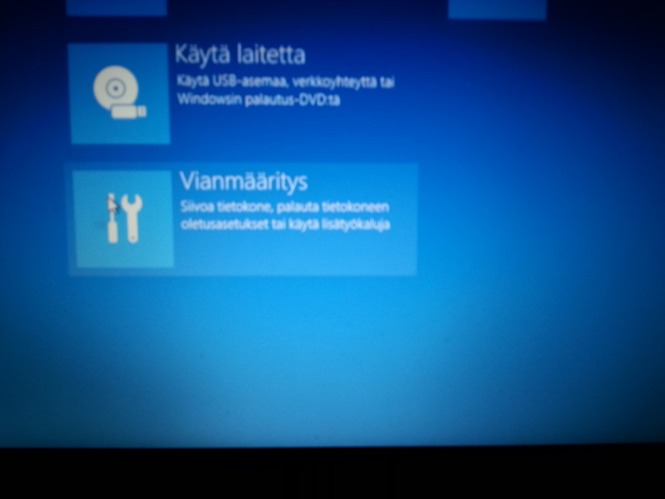 Käytä laitetta
Käytä USB-asemaa, verkkoyhteyttä tai
Windowsin palautus-DVD:tä
Vianmääritys
Siivoa tietokone, palauta tietokoneen
oletusasetukset tai käytä lisätyökaluja